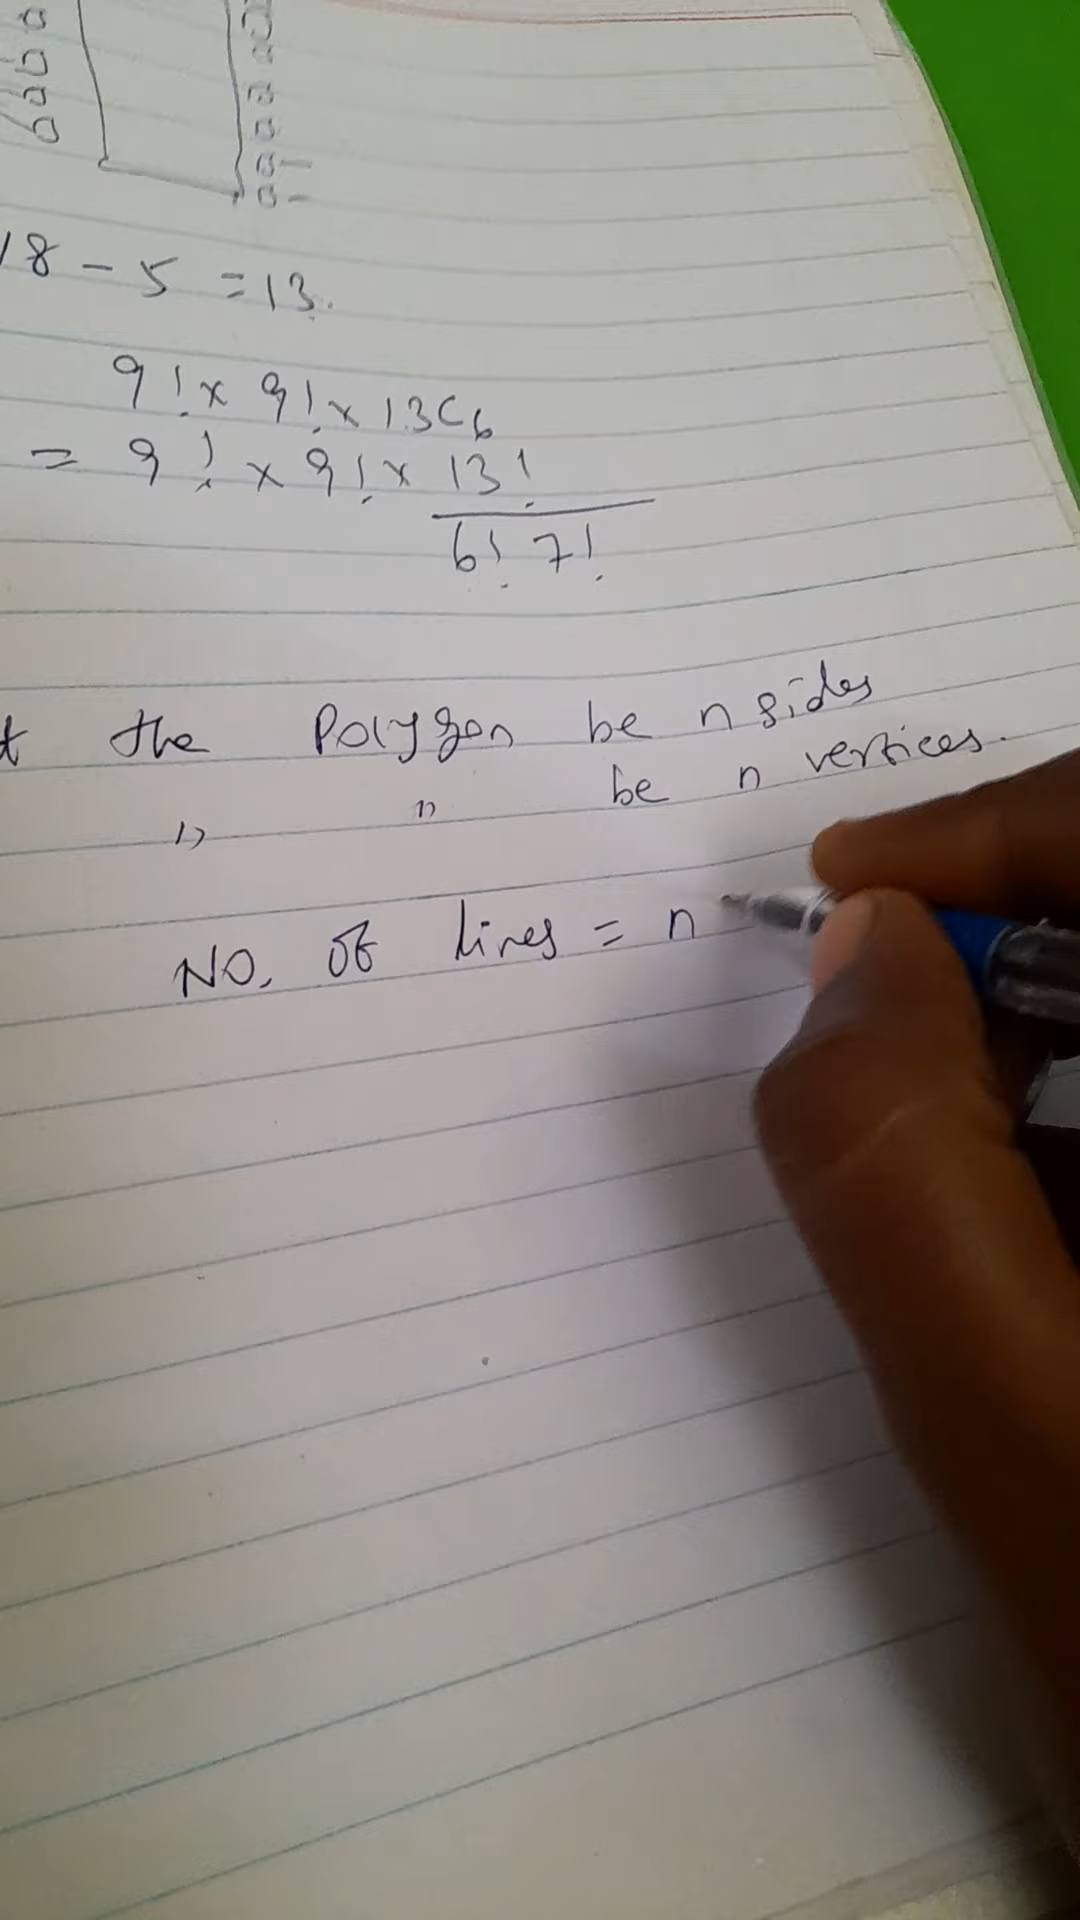 18 - 5 = 13.
9! x 9! x 13C6
= 9! x 9! x 13!
6! 7!
the Polygon be n sides
" " be n vertices.
No. of lines = n